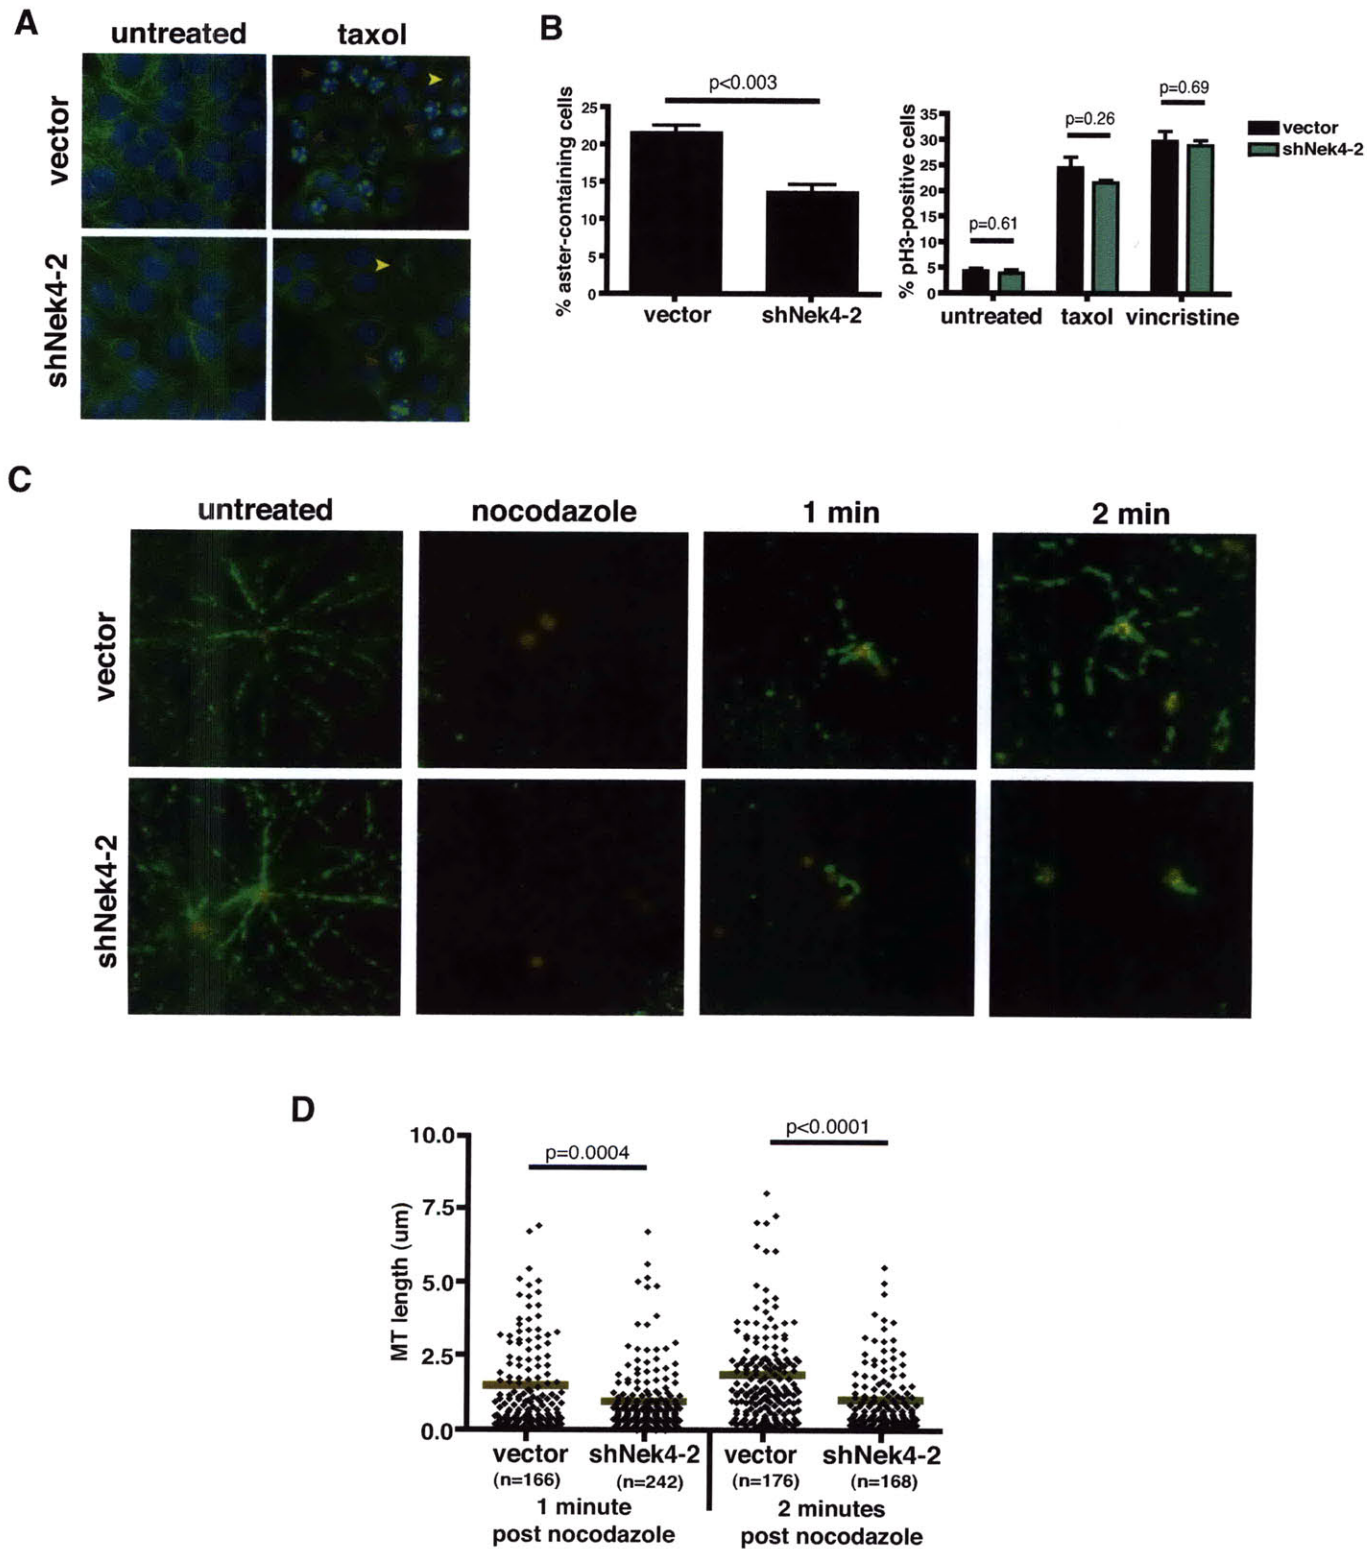 A
untreated
taxol
vector
shNek4-2
B
% aster-containing cells
25
20
15
10
5
0
p<0.003
vector
shNek4-2
% pH3-positive cells
35
30
25
20
15
10
5
0
p=0.61
p=0.26
p=0.69
untreated
taxol
vincristine
vector
shNek4-2
C
untreated
nocodazole
1 min
2 min
vector
shNek4-2
D
MT length (um)
10.0
7.5
5.0
2.5
0.0
p=0.0004
p<0.0001
vector
shNek4-2
vector
shNek4-2
(n=166)
(n=242)
(n=176)
(n=168)
1 minute
post nocodazole
2 minutes
post nocodazole